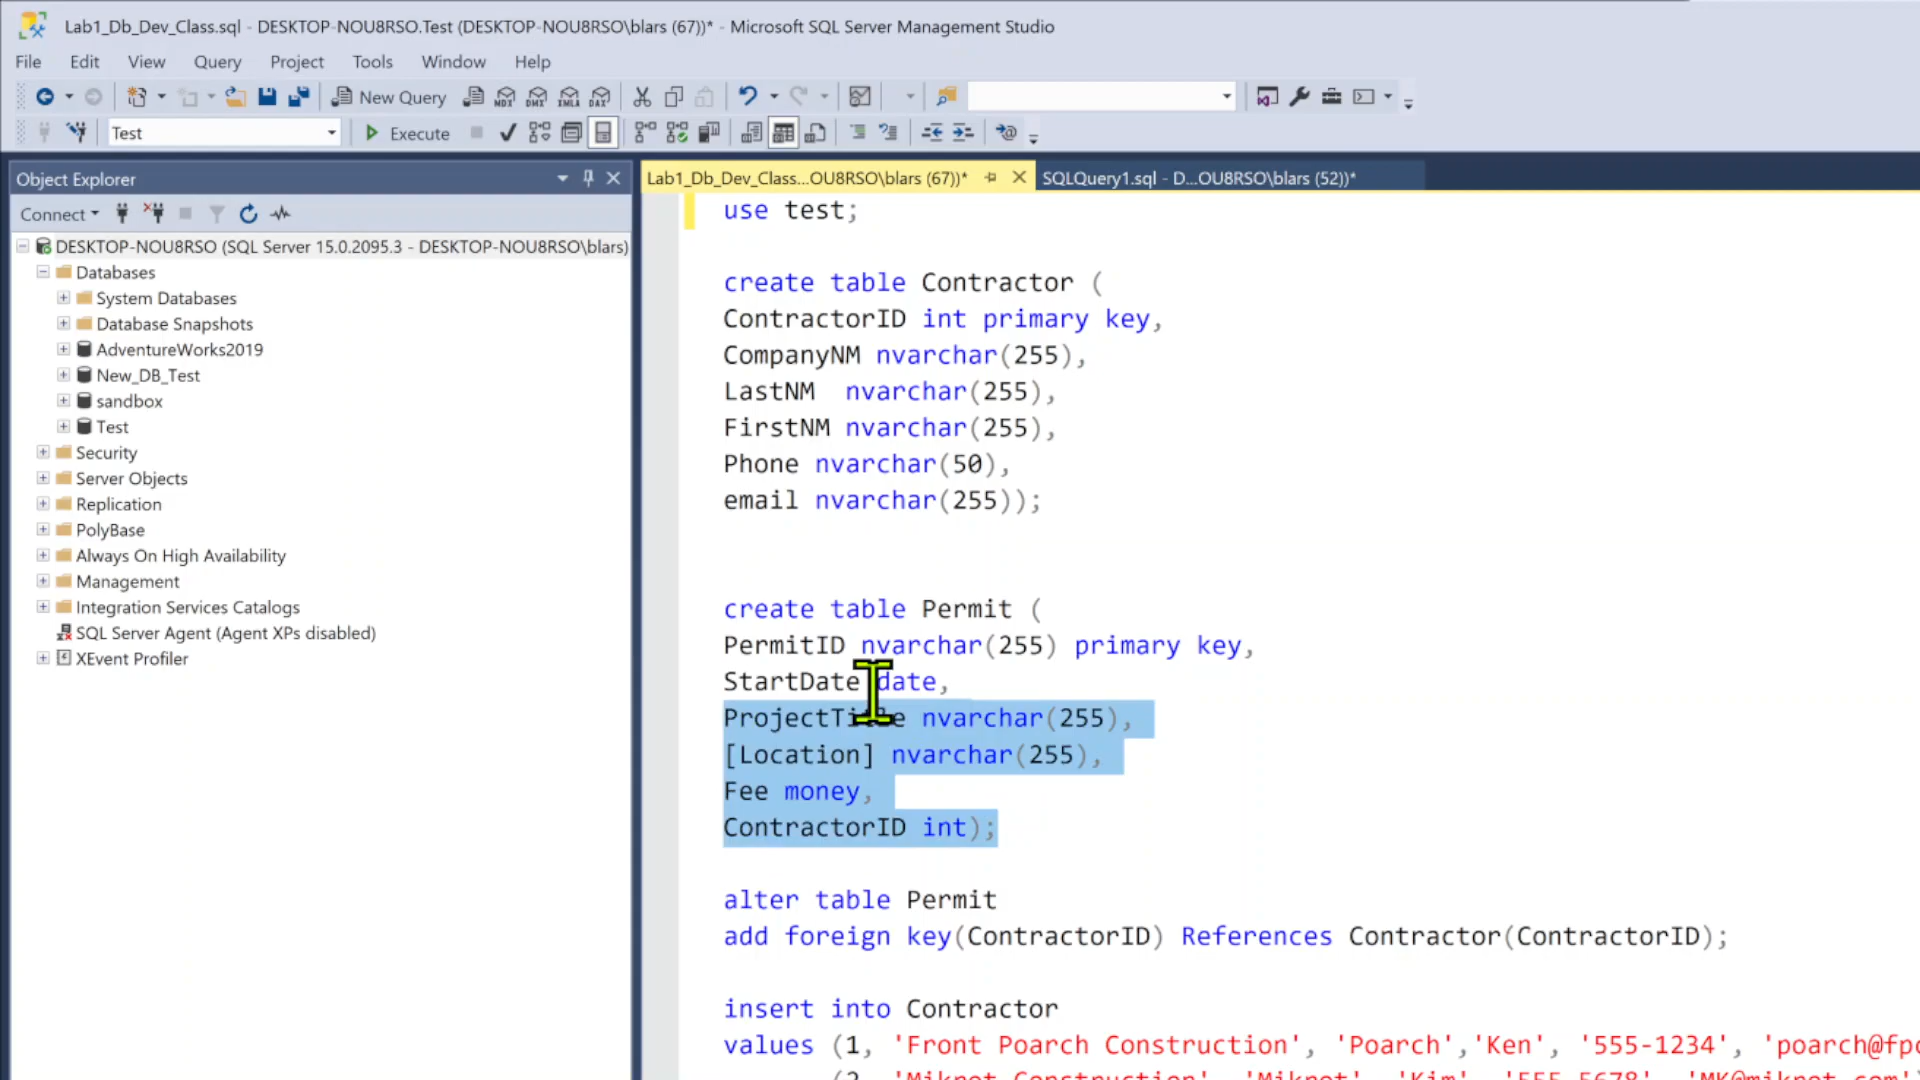 Lab1_Db_Dev_Class.sql - DESKTOP-NOU8RSO.Test (DESKTOP-NOU8RSO\blars (67))* - Microsoft SQL Server Management Studio
File Edit View Query Project Tools Window Help
New Query MDX DMX XMLA DAX
Test Execute
Object Explorer
Connect
DESKTOP-NOU8RSO (SQL Server 15.0.2095.3 - DESKTOP-NOU8RSO\blars)
Databases
System Databases
Database Snapshots
AdventureWorks2019
New_DB_Test
sandbox
Test
Security
Server Objects
Replication
PolyBase
Always On High Availability
Management
Integration Services Catalogs
SQL Server Agent (Agent XPs disabled)
XEvent Profiler
Lab1_Db_Dev_Class...OU8RSO\blars (67))* SQLQuery1.sql - D...OU8RSO\blars (52))*
use test;
create table Contractor (
ContractorID int primary key,
CompanyNM nvarchar(255),
LastNM nvarchar(255),
FirstNM nvarchar(255),
Phone nvarchar(50),
email nvarchar(255));
create table Permit (
PermitID nvarchar(255) primary key,
StartDate date,
ProjectTitle nvarchar(255),
[Location] nvarchar(255),
Fee money,
ContractorID int);
alter table Permit
add foreign key(ContractorID) References Contractor(ContractorID);
insert into Contractor
values (1, 'Front Poarch Construction', 'Poarch','Ken', '555-1234', 'poarch@fpc